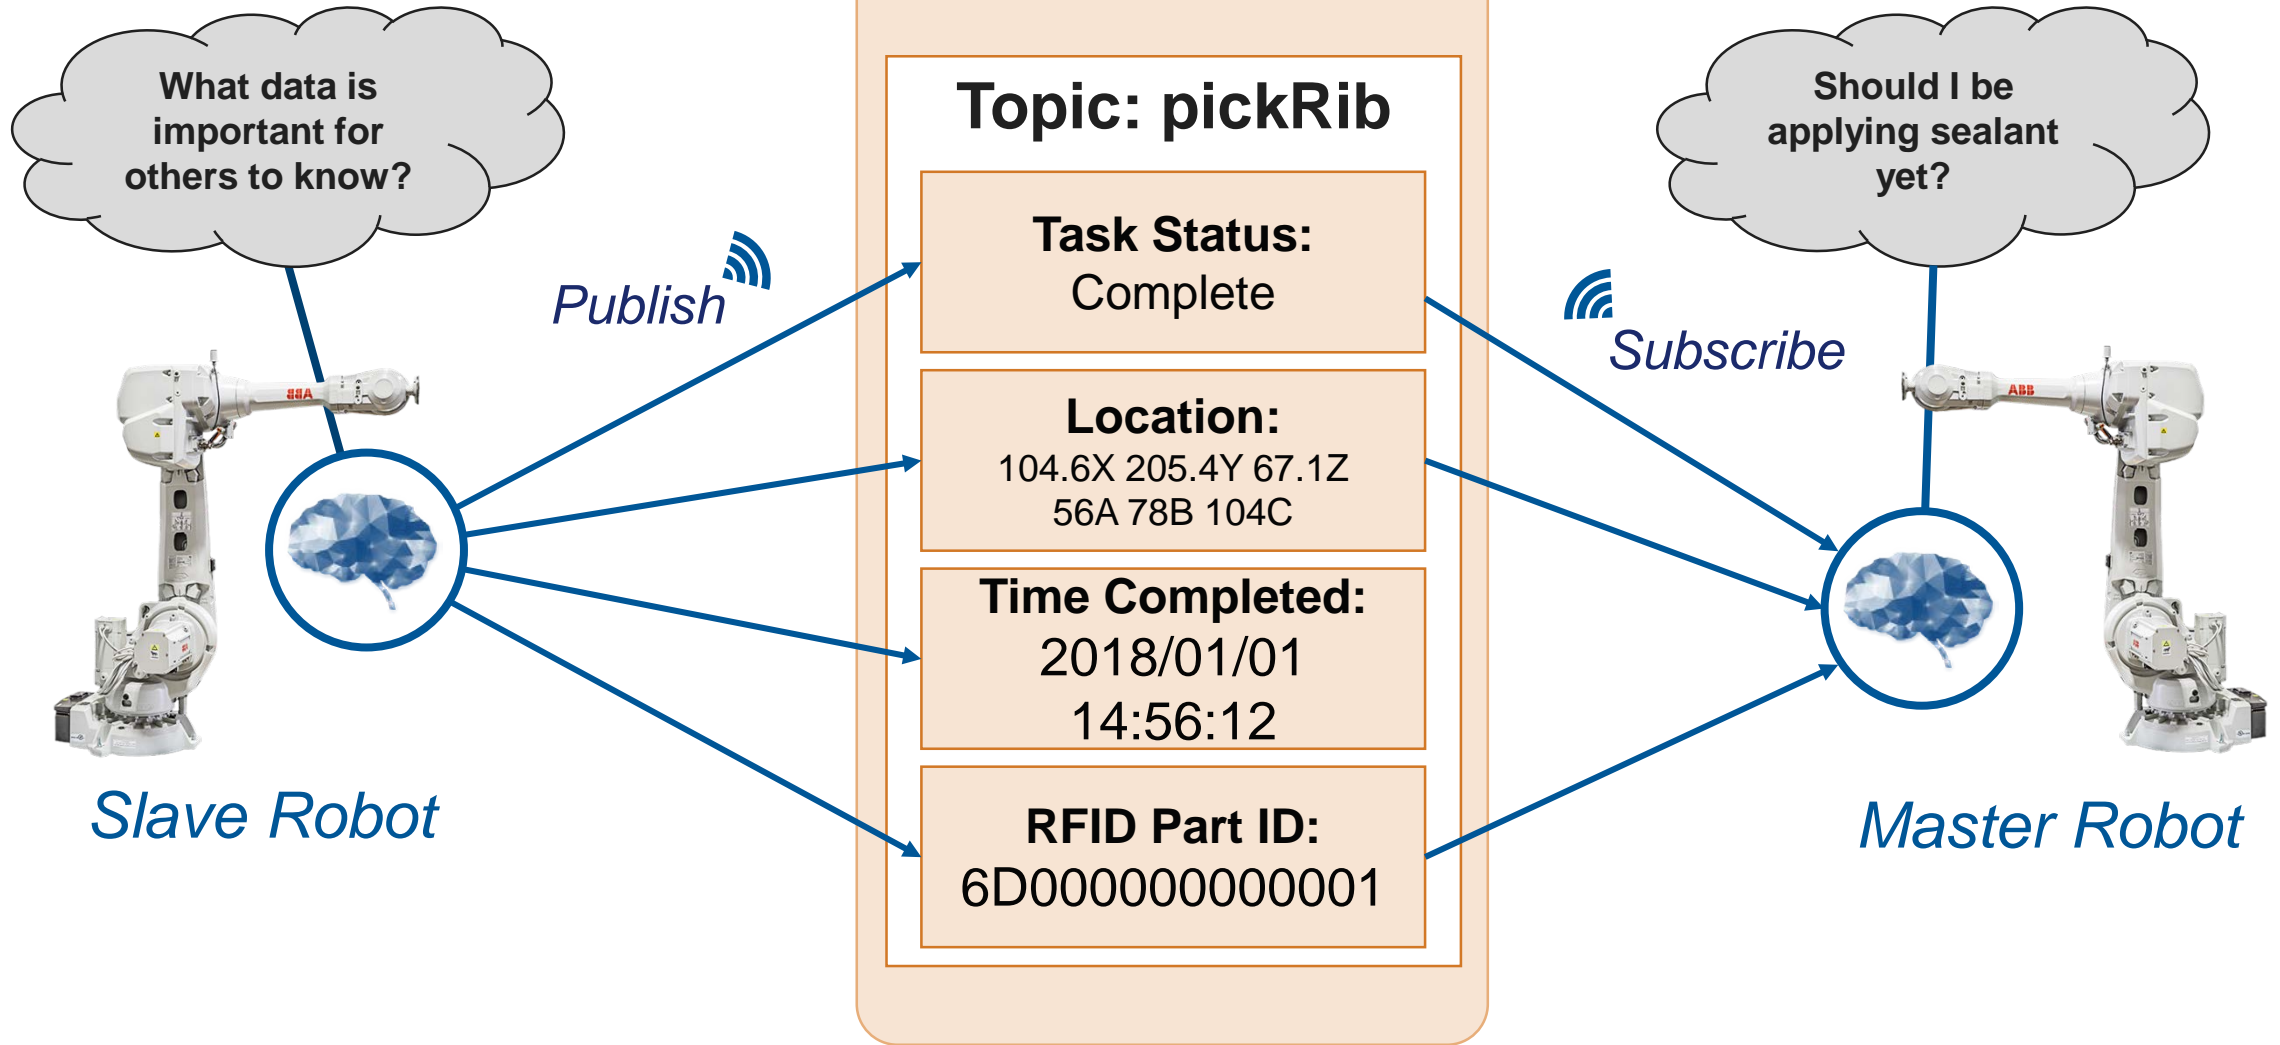 What data is
important for
others to know?
Topic: pickRib
Should I be
applying sealant
yet?
Publish
Task Status:
Complete
Subscribe
Location:
104.6X 205.4Y 67.1Z
56A 78B 104C
Time Completed:
2018/01/01
14:56:12
RFID Part ID:
6D000000000001
ABB
ABB
Slave Robot
Master Robot